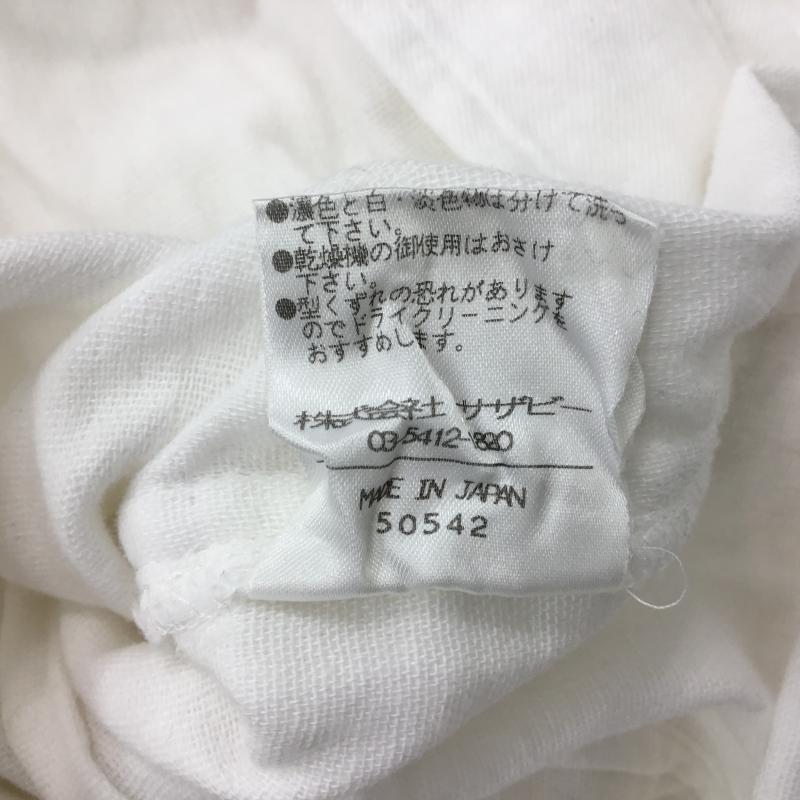 ●濃色と白・淡色物は分けて洗っ
て下さい。
●乾燥機の御使用はおさけ
下さい。
●型くずれの恐れがあります
のでドライクリーニングを
おすすめします。
株式会社 サザビー
03-5412-
MADE IN JAPAN
50542